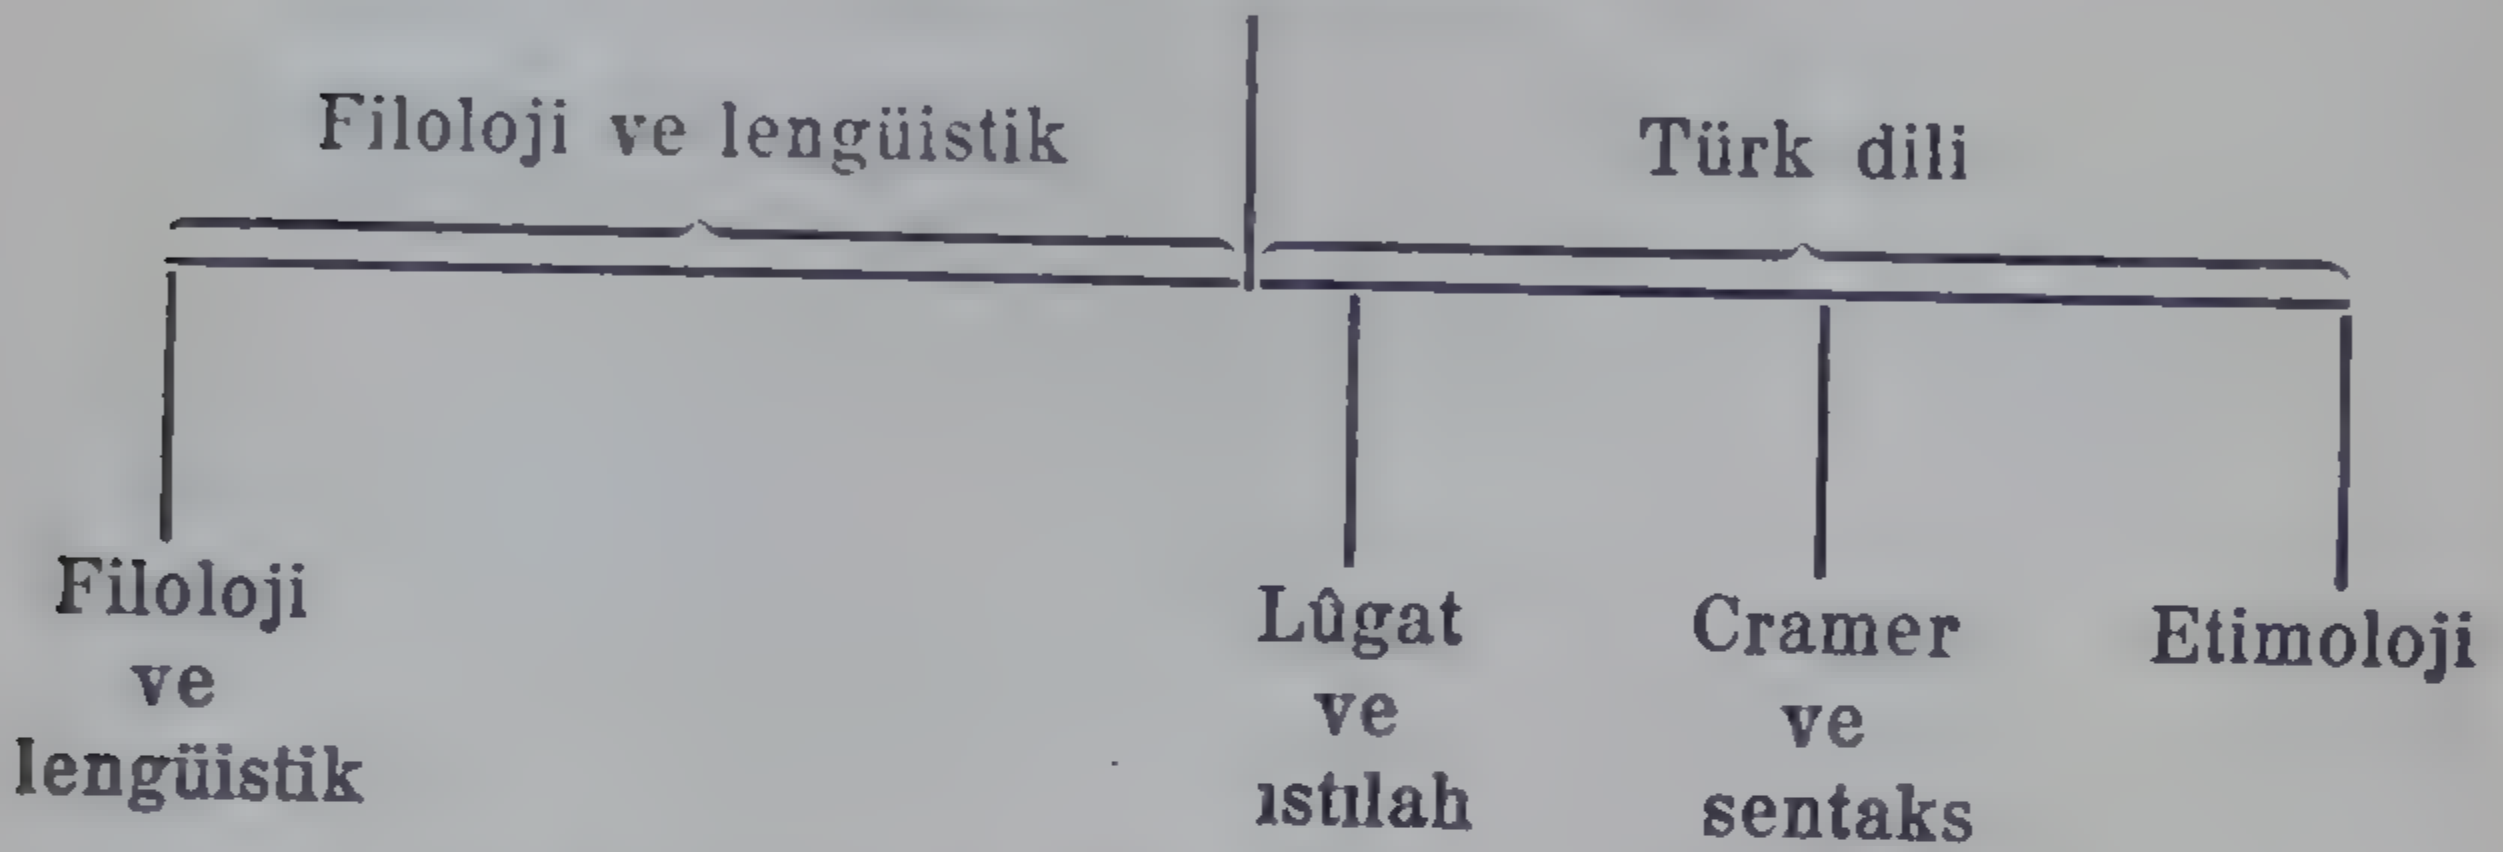 Filoloji ve lengüistik
Türk dili
Filoloji
ve
lengüistik
Lûgat
ve
ıstılah
Cramer
ve
sentaks
Etimoloji